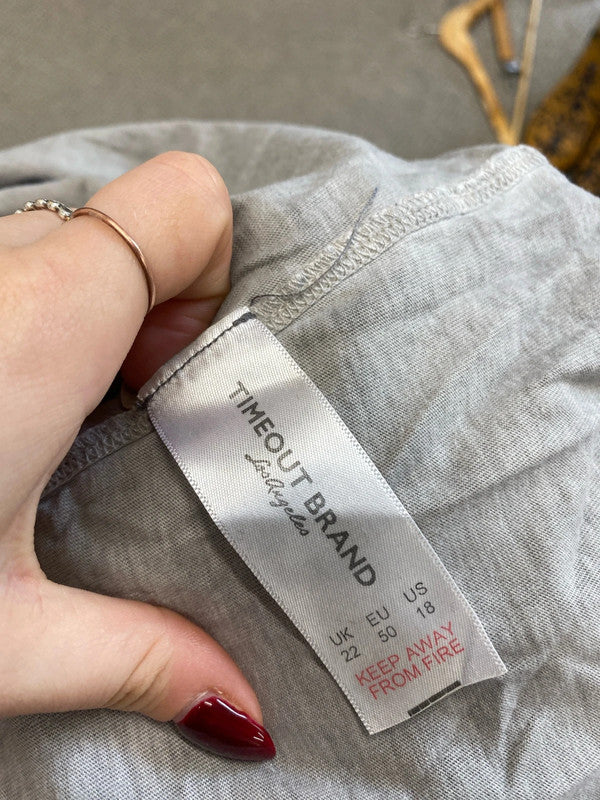 TIMEOUT BRAND
Los Angeles
UK EU US
22 50 18
KEEP AWAY
FROM FIRE